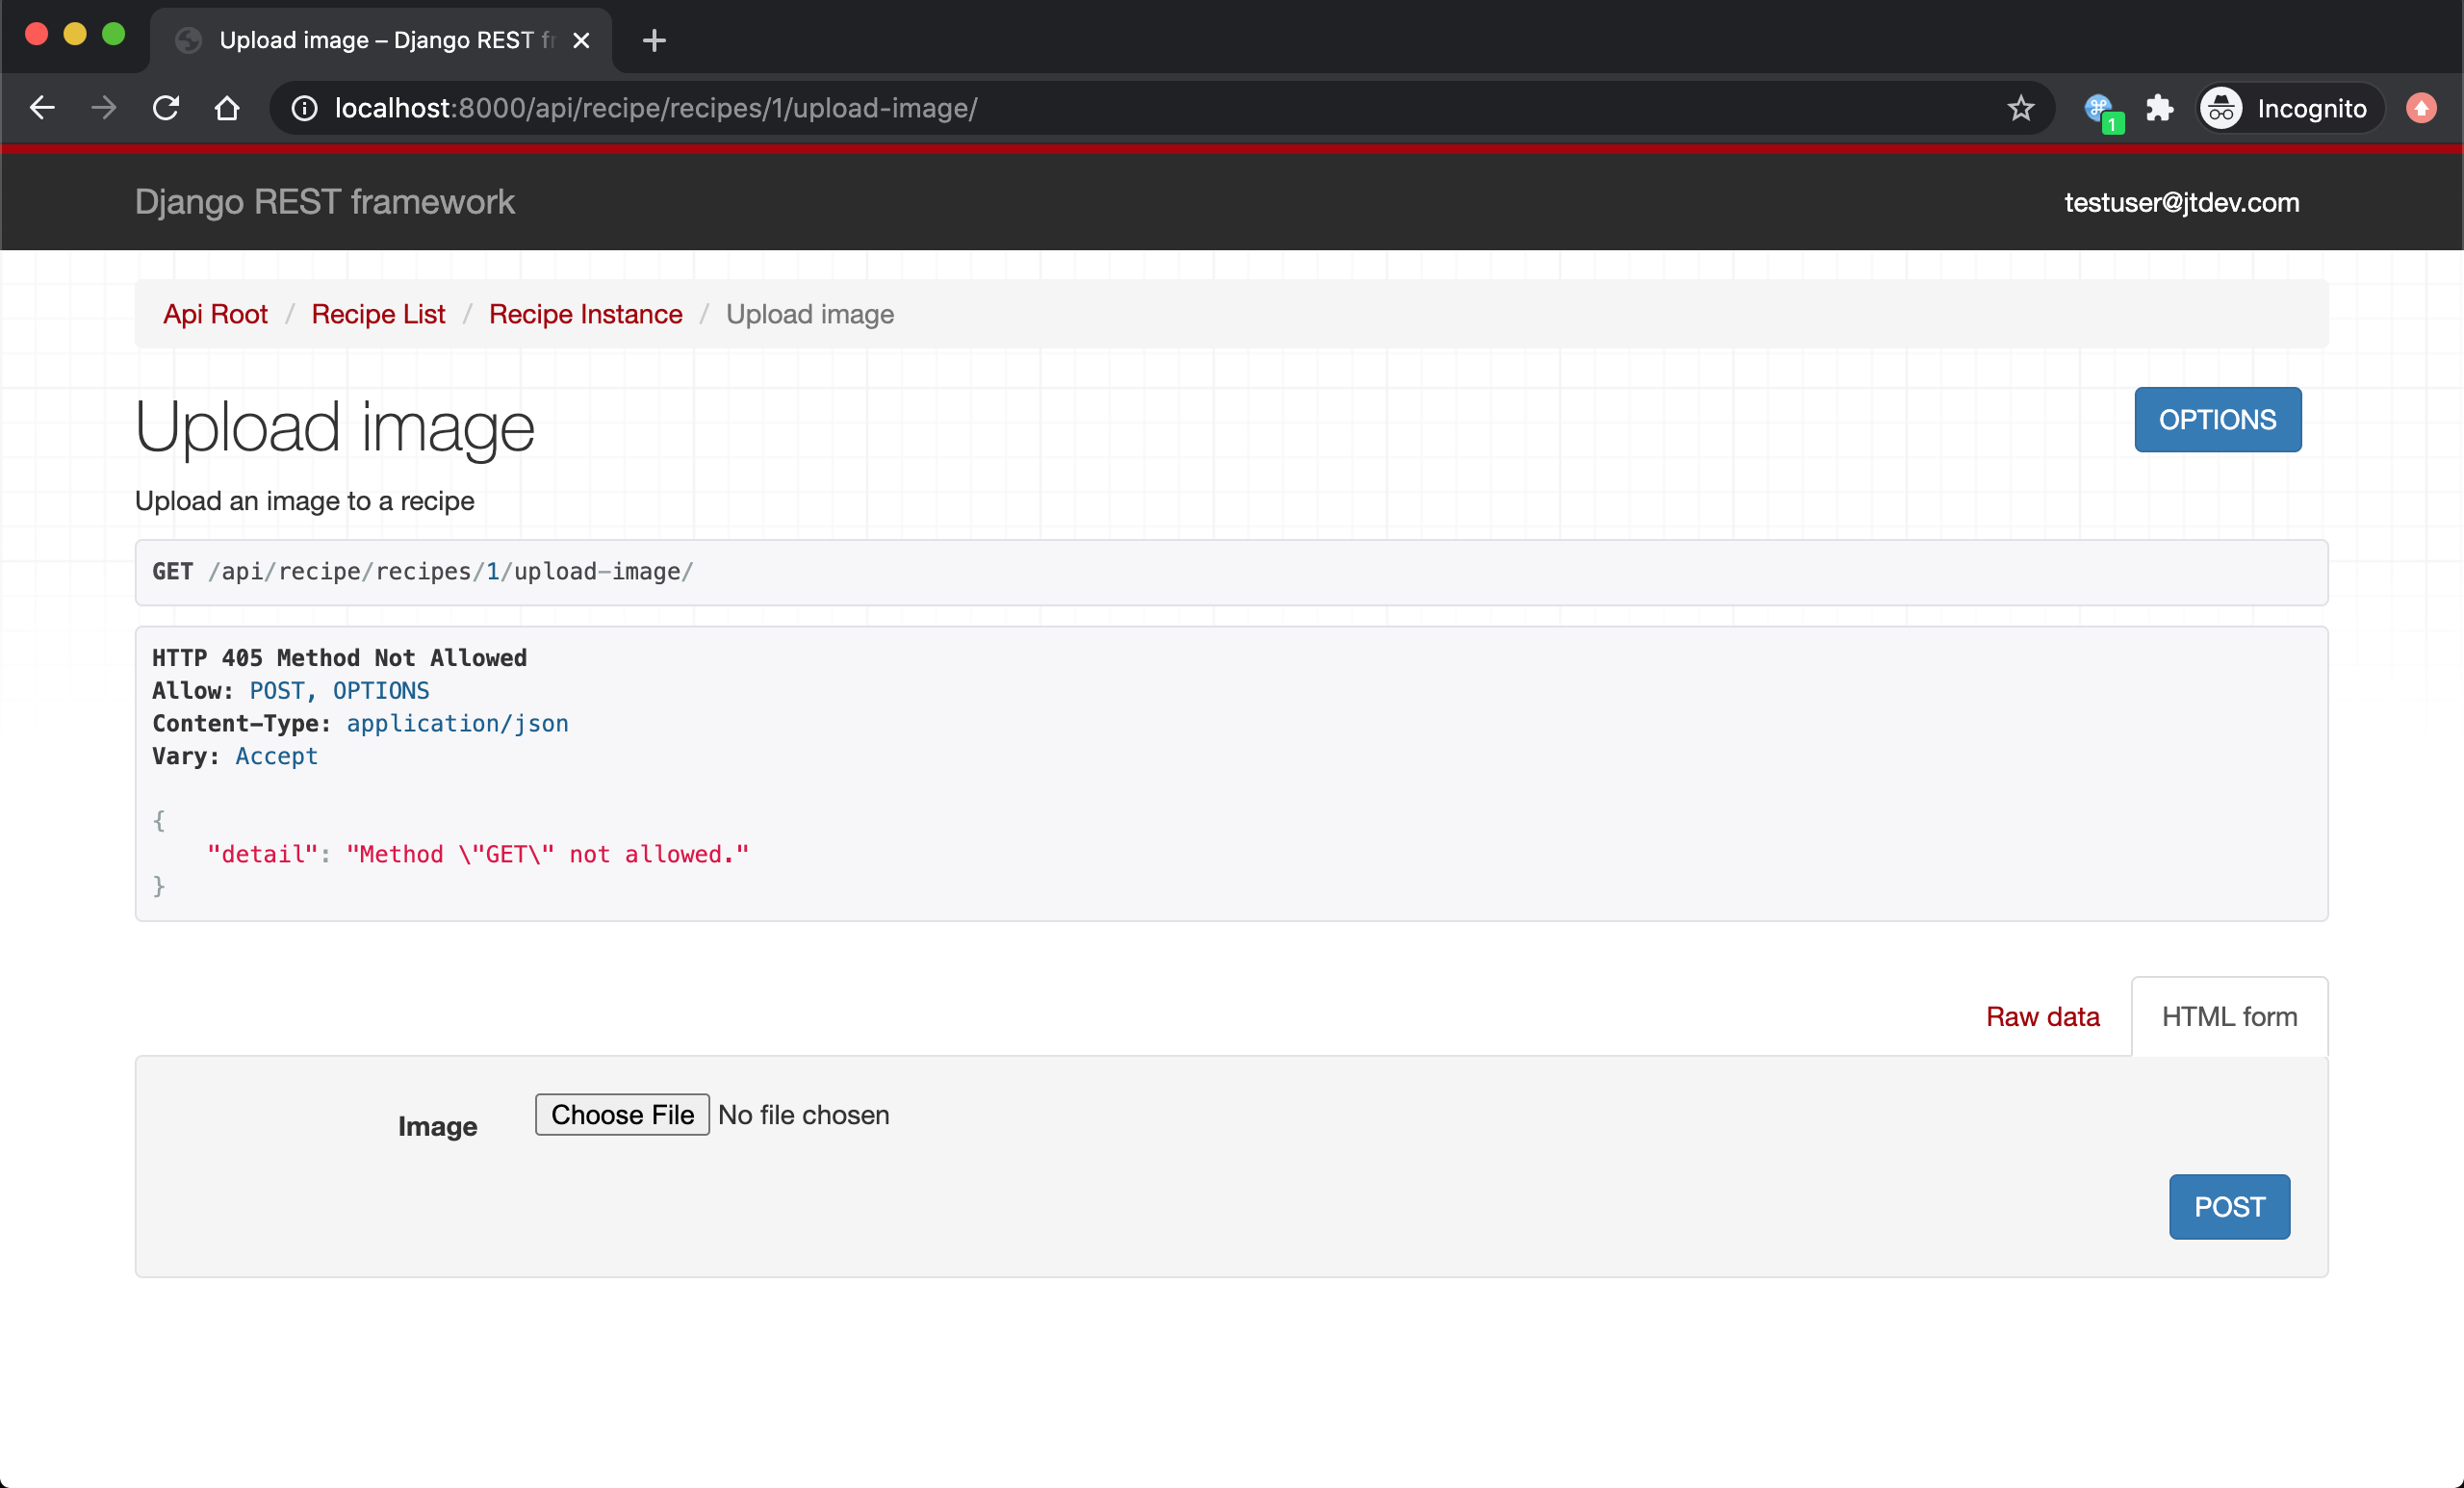 Upload image – Django REST
localhost:8000/api/recipe/recipes/1/upload-image/
1
Incognito
Django REST framework
testuser@jtdev.com
Api Root / Recipe List / Recipe Instance / Upload image
Upload image
OPTIONS
Upload an image to a recipe
GET /api/recipe/recipes/1/upload-image/
HTTP 405 Method Not Allowed
Allow: POST, OPTIONS
Content-Type: application/json
Vary: Accept
{
"detail": "Method \"GET\" not allowed."
}
Raw data
HTML form
Image
Choose File No file chosen
POST